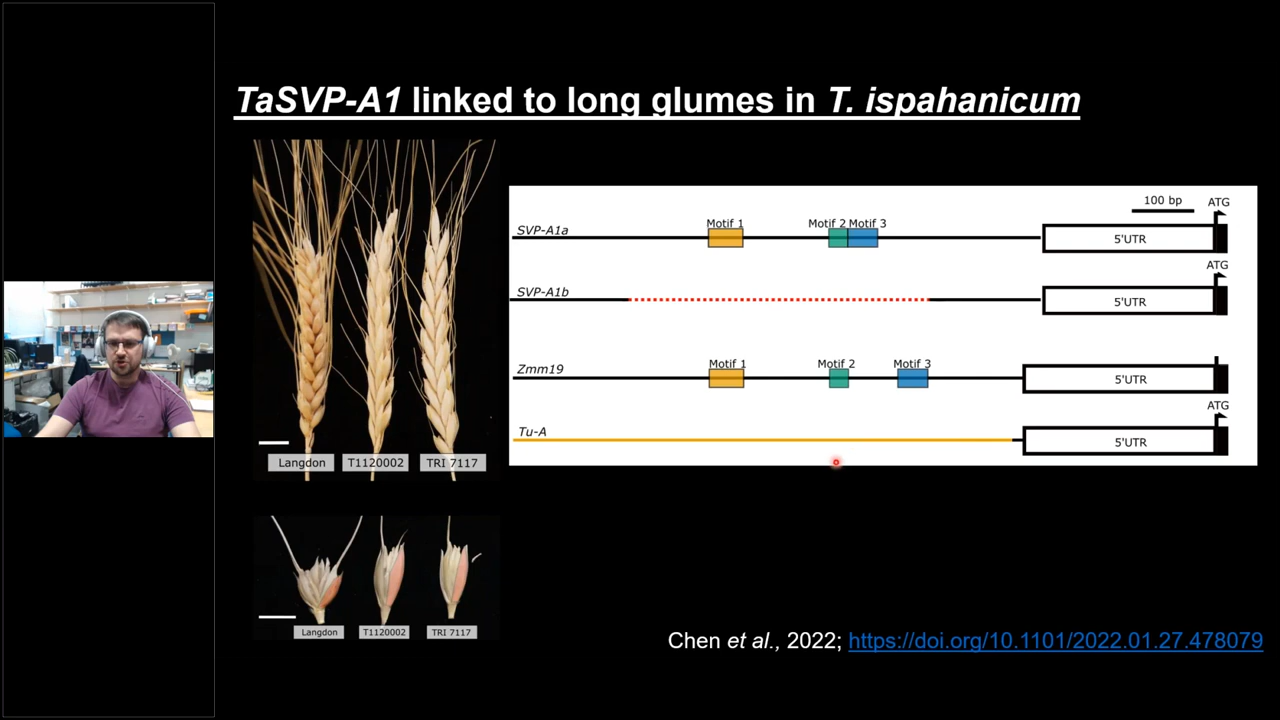 TaSVP-A1 linked to long glumes in T. ispahanicum
Langdon T1120002 TRI 7117
Langdon T1120002 TRI 7117
100 bp ATG
Motif 1 Motif 2 Motif 3
SVP-A1a 5'UTR
ATG
SVP-A1b 5'UTR
Motif 1 Motif 2 Motif 3
Zmm19 5'UTR
ATG
Tu-A 5'UTR
Chen et al., 2022; https://doi.org/10.1101/2022.01.27.478079